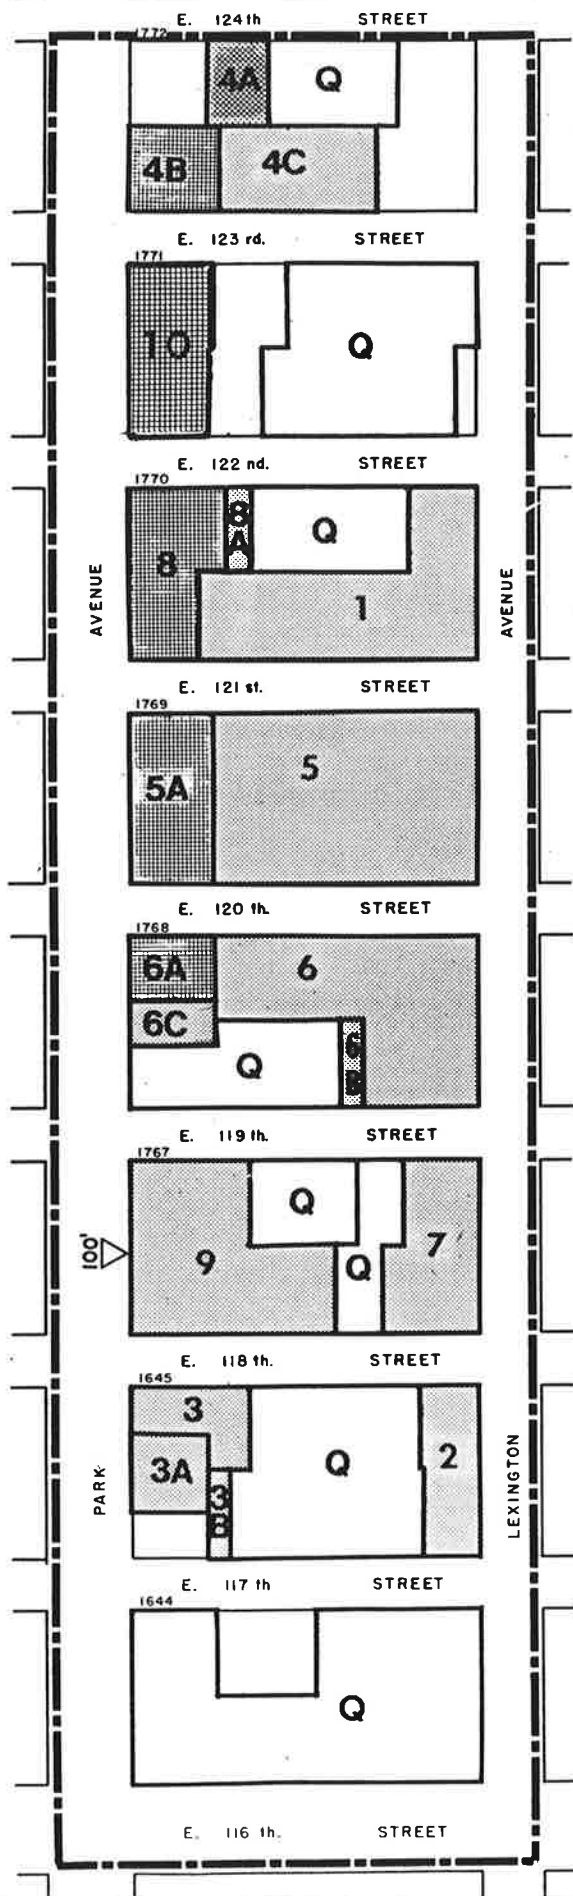 E. 124th STREET
1772
4A Q
4B 4C
E. 123 rd. STREET
1771
10 Q
E. 122 nd. STREET
1770
8 8A Q
1
AVENUE AVENUE
E. 121 st. STREET
1769
5A 5
E. 120 th. STREET
1768
6A 6
6C
Q
E. 119 th. STREET
1767
Q
100'
9 Q 7
E. 118 th. STREET
1645
3
3A 3B Q 2
PARK LEXINGTON
E. 117 th STREET
1644
Q
E. 116 th. STREET